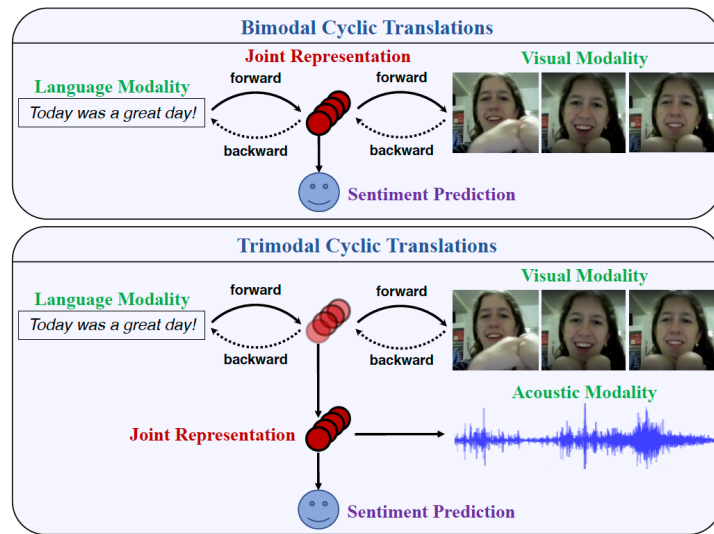 Bimodal Cyclic Translations
Joint Representation
Visual Modality
Language Modality
forward
forward
Today was a great day!
backward
backward
Sentiment Prediction
Trimodal Cyclic Translations
Visual Modality
Language Modality
forward
forward
Today was a great day!
backward
backward
Acoustic Modality
Joint Representation
Sentiment Prediction